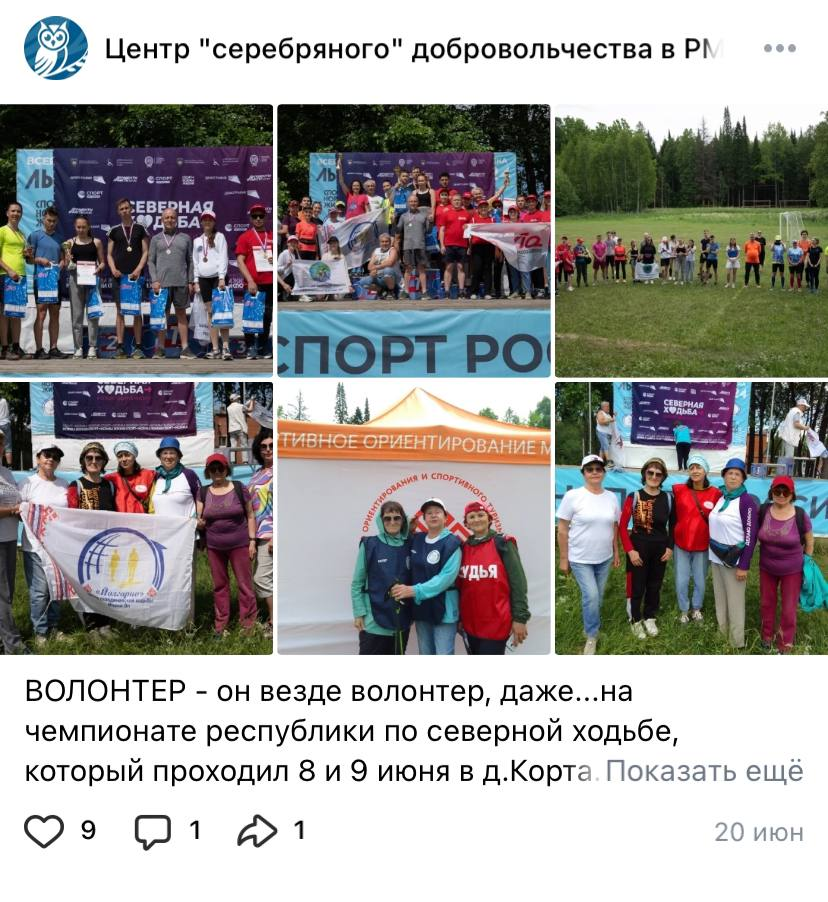 Центр "серебряного" добровольчества в РМ
СЕВЕРНАЯ
ХОДЬБА
СПОРТ РО
ХОДЬБА
ТИВНОЕ ОРИЕНТИРОВАНИЕ М
ОРИЕНТИРОВАНИЯ И СПОРТИВНОГО ТУРИЗ
УДЬЯ
СЕВЕРНАЯ
ХОДЬБА
ВОЛОНТЕР - он везде волонтер, даже...на
чемпионате республики по северной ходьбе,
который проходил 8 и 9 июня в д.Корта. Показать ещё
9 1 1
20 июн